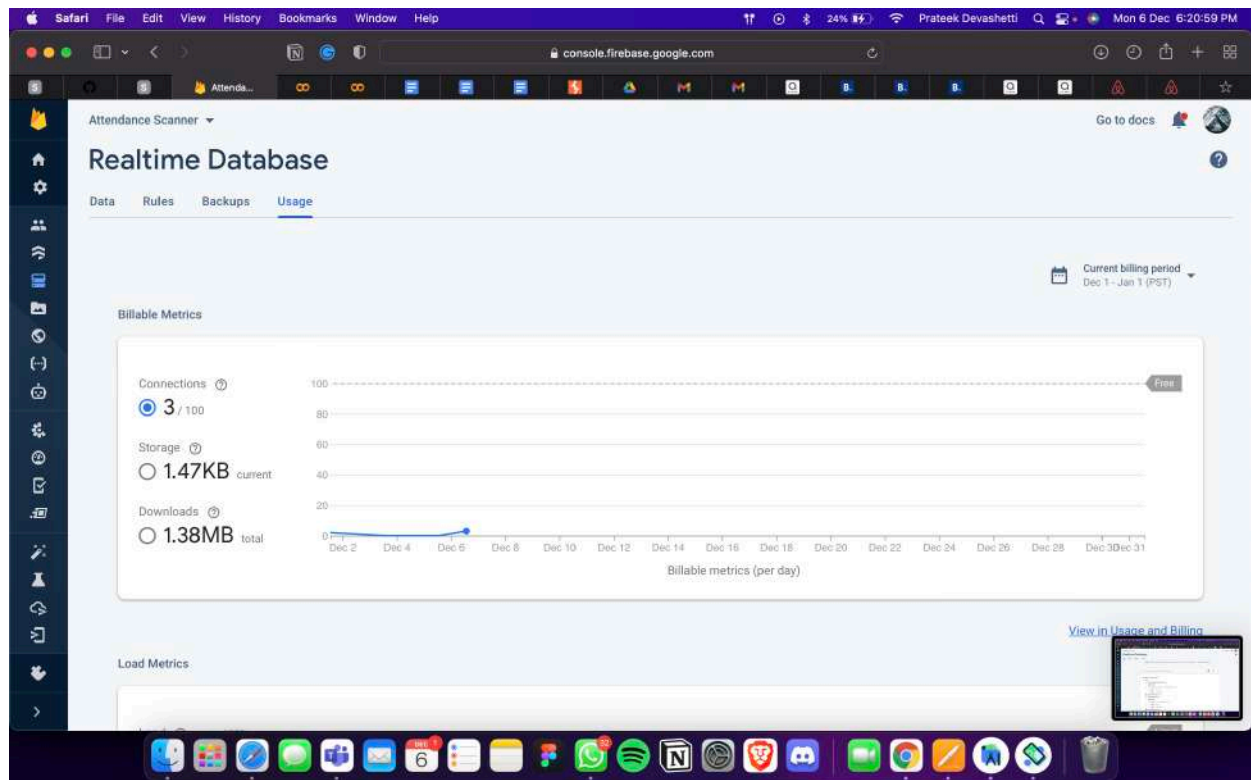 Safari File Edit View History Bookmarks Window Help 24% Prateek Devashetti Mon 6 Dec 6:20:59 PM
console.firebase.google.com
Attenda... B. B. B.
Attendance Scanner Go to docs
Realtime Database
Data Rules Backups Usage
Current billing period
Dec 1 - Jan 1 (PST)
Billable Metrics
Connections
3 / 100
Storage
1.47KB current
Downloads
1.38MB total
100
Free
80
60
40
20
0
Dec 2 Dec 4 Dec 6 Dec 8 Dec 10 Dec 12 Dec 14 Dec 16 Dec 18 Dec 20 Dec 22 Dec 24 Dec 26 Dec 28 Dec 30 Dec 31
Billable metrics (per day)
View in Usage and Billing
Load Metrics
DEC
6
32